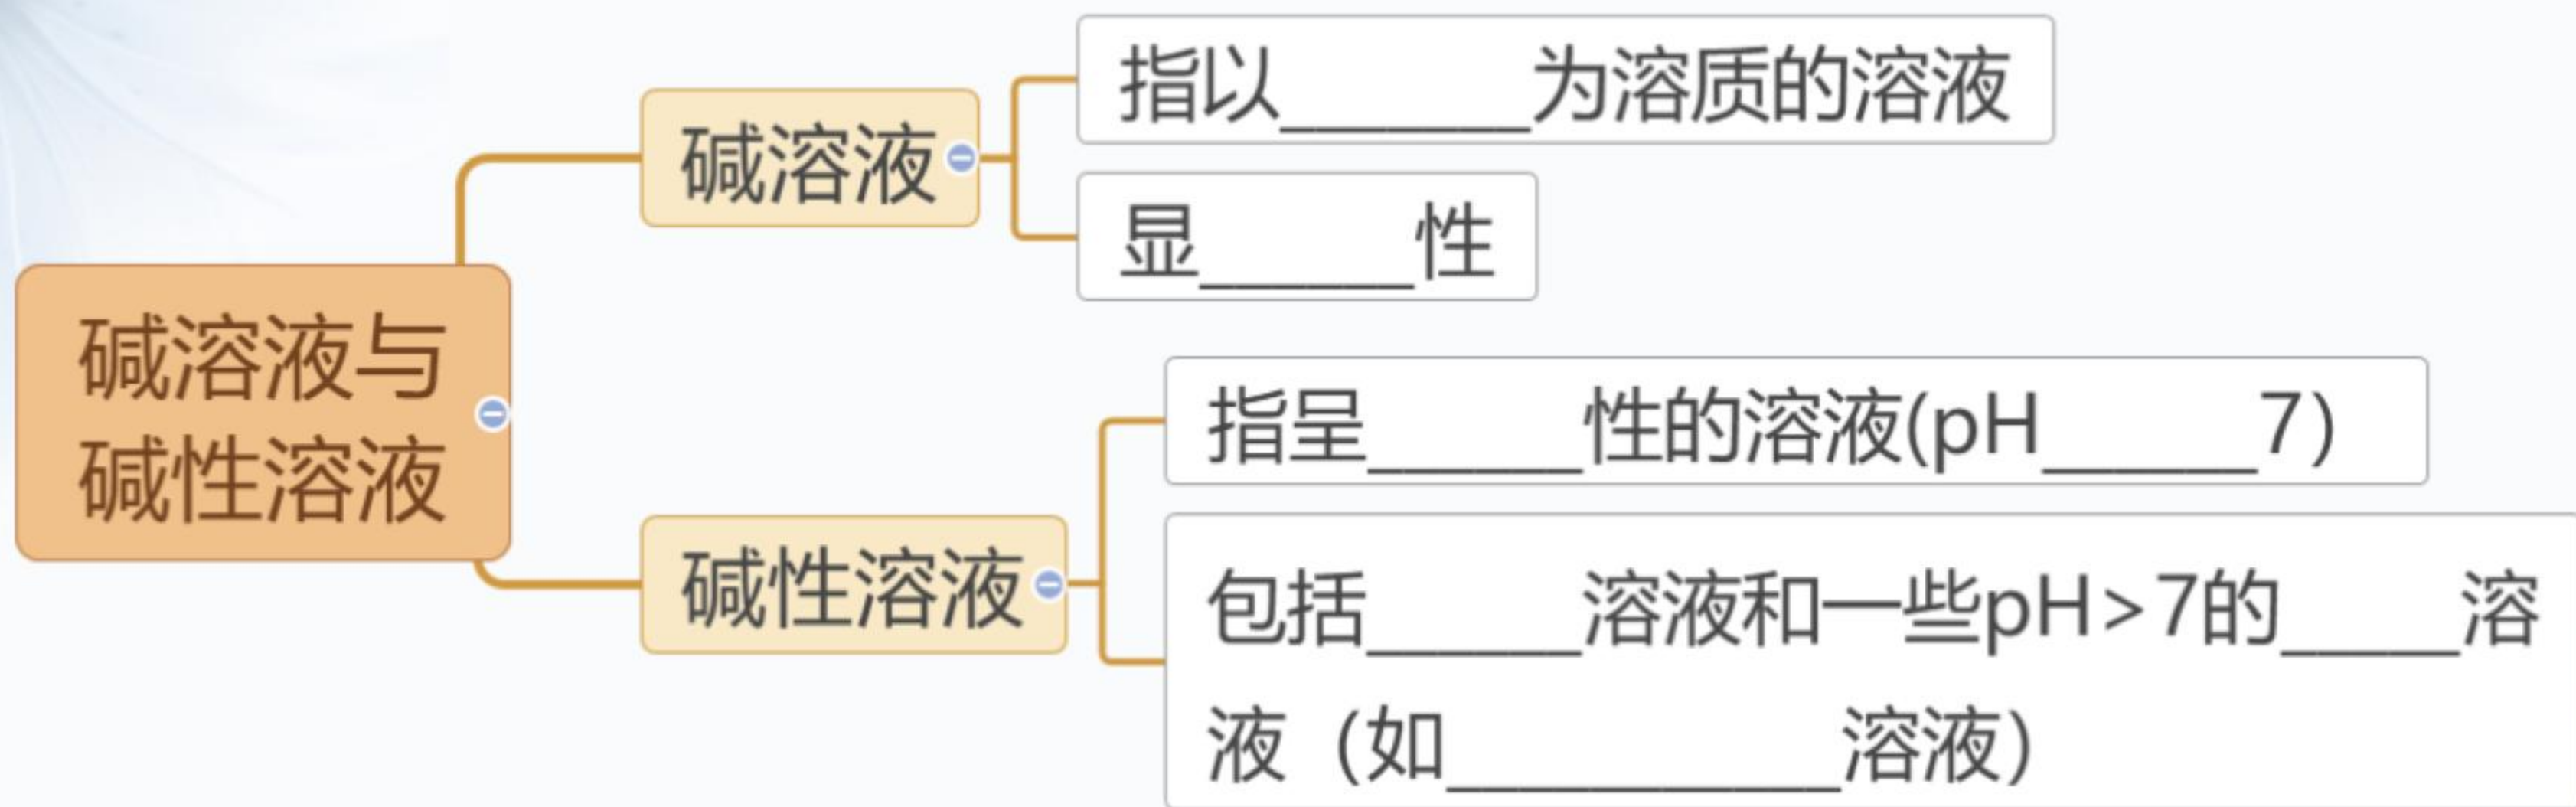 碱溶液与
碱性溶液
碱溶液
指以_______为溶质的溶液
显______性
碱性溶液
指呈______性的溶液(pH______7)
包括______溶液和一些pH>7的_____溶
液（如___________溶液）